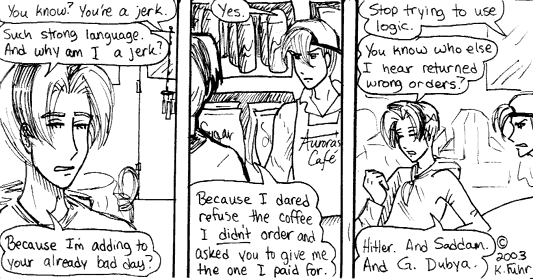 You know? You're a jerk.
Such strong language.
And why am I a jerk?
Because I'm adding to
your already bad day?
Yes.
Sugar
Aurora's
Café
Because I dared
refuse the coffee
I didn't order and
asked you to give me
the one I paid for.
Stop trying to use
logic.
You know who else
I hear returned
wrong orders?
Hitler. And Saddam.
And G. Dubya.
©
2003
K. Fuhr